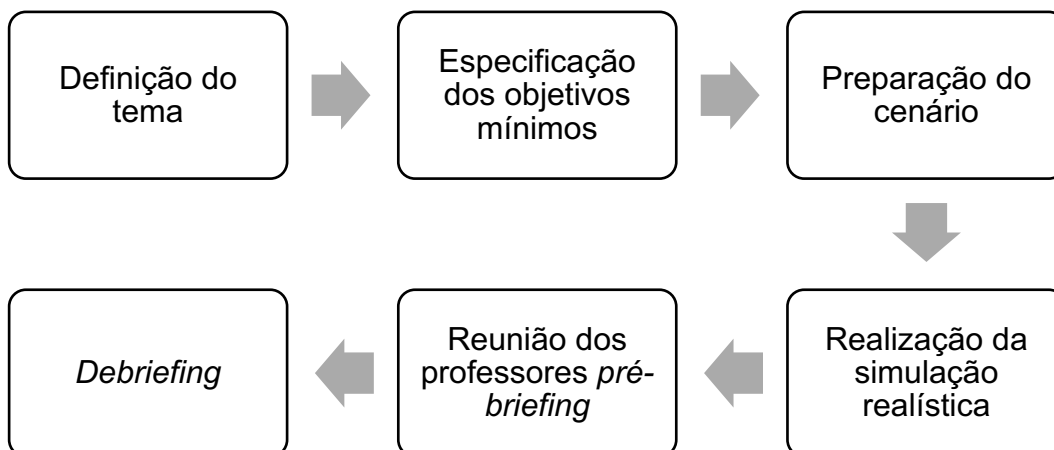 Definição do
tema
Especificação
dos objetivos
mínimos
Preparação do
cenário
Realização da
simulação
realística
Reunião dos
professores pré-
briefing
Debriefing